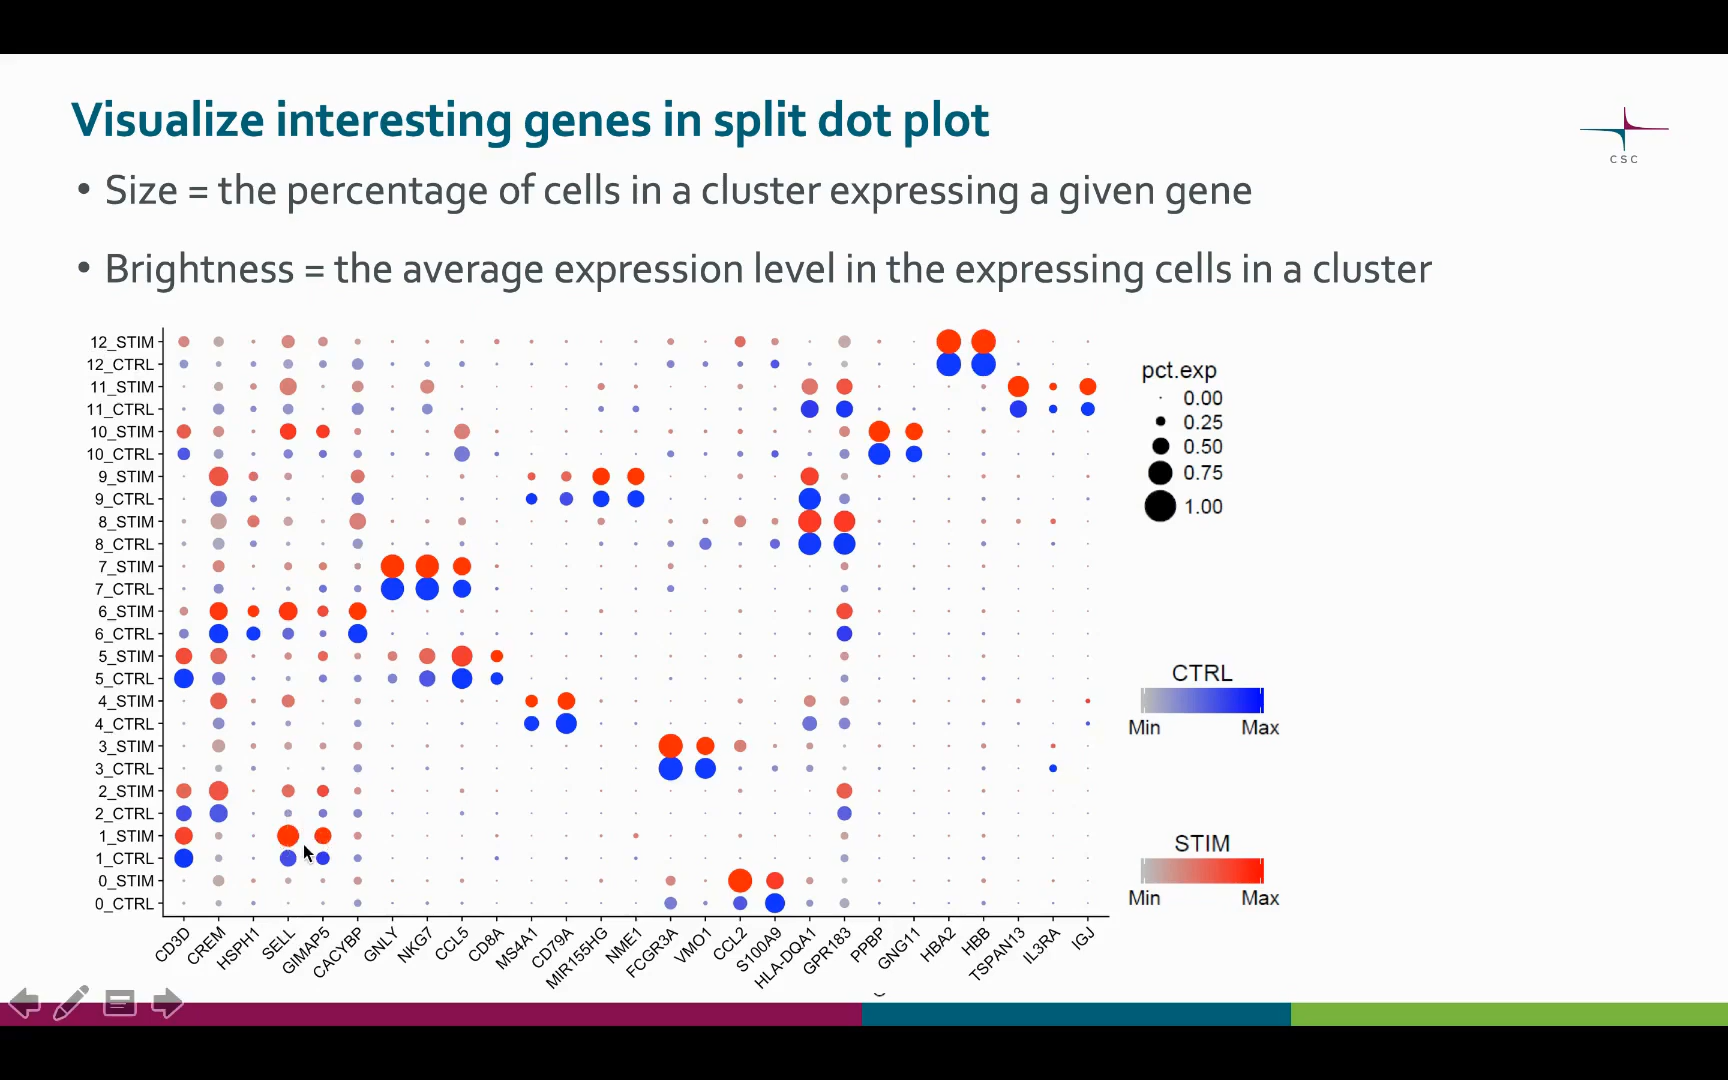 Visualize interesting genes in split dot plot
CSC
• Size = the percentage of cells in a cluster expressing a given gene
• Brightness = the average expression level in the expressing cells in a cluster
12_STIM
12_CTRL
11_STIM
11_CTRL
10_STIM
10_CTRL
9_STIM
9_CTRL
8_STIM
8_CTRL
7_STIM
7_CTRL
6_STIM
6_CTRL
5_STIM
5_CTRL
4_STIM
4_CTRL
3_STIM
3_CTRL
2_STIM
2_CTRL
1_STIM
1_CTRL
0_STIM
0_CTRL
CD3D
CREM
HSPH1
SELL
GIMAP5
CACYBP
GNLY
NKG7
CCL5
CD8A
MS4A1
CD79A
MIR155HG
NME1
FCGR3A
VMO1
CCL2
S100A9
HLA-DQA1
GPR183
PPBP
GNG11
HBA2
HBB
TSPAN13
IL3RA
IGJ
pct.exp
0.00
0.25
0.50
0.75
1.00
CTRL
Min Max
STIM
Min Max